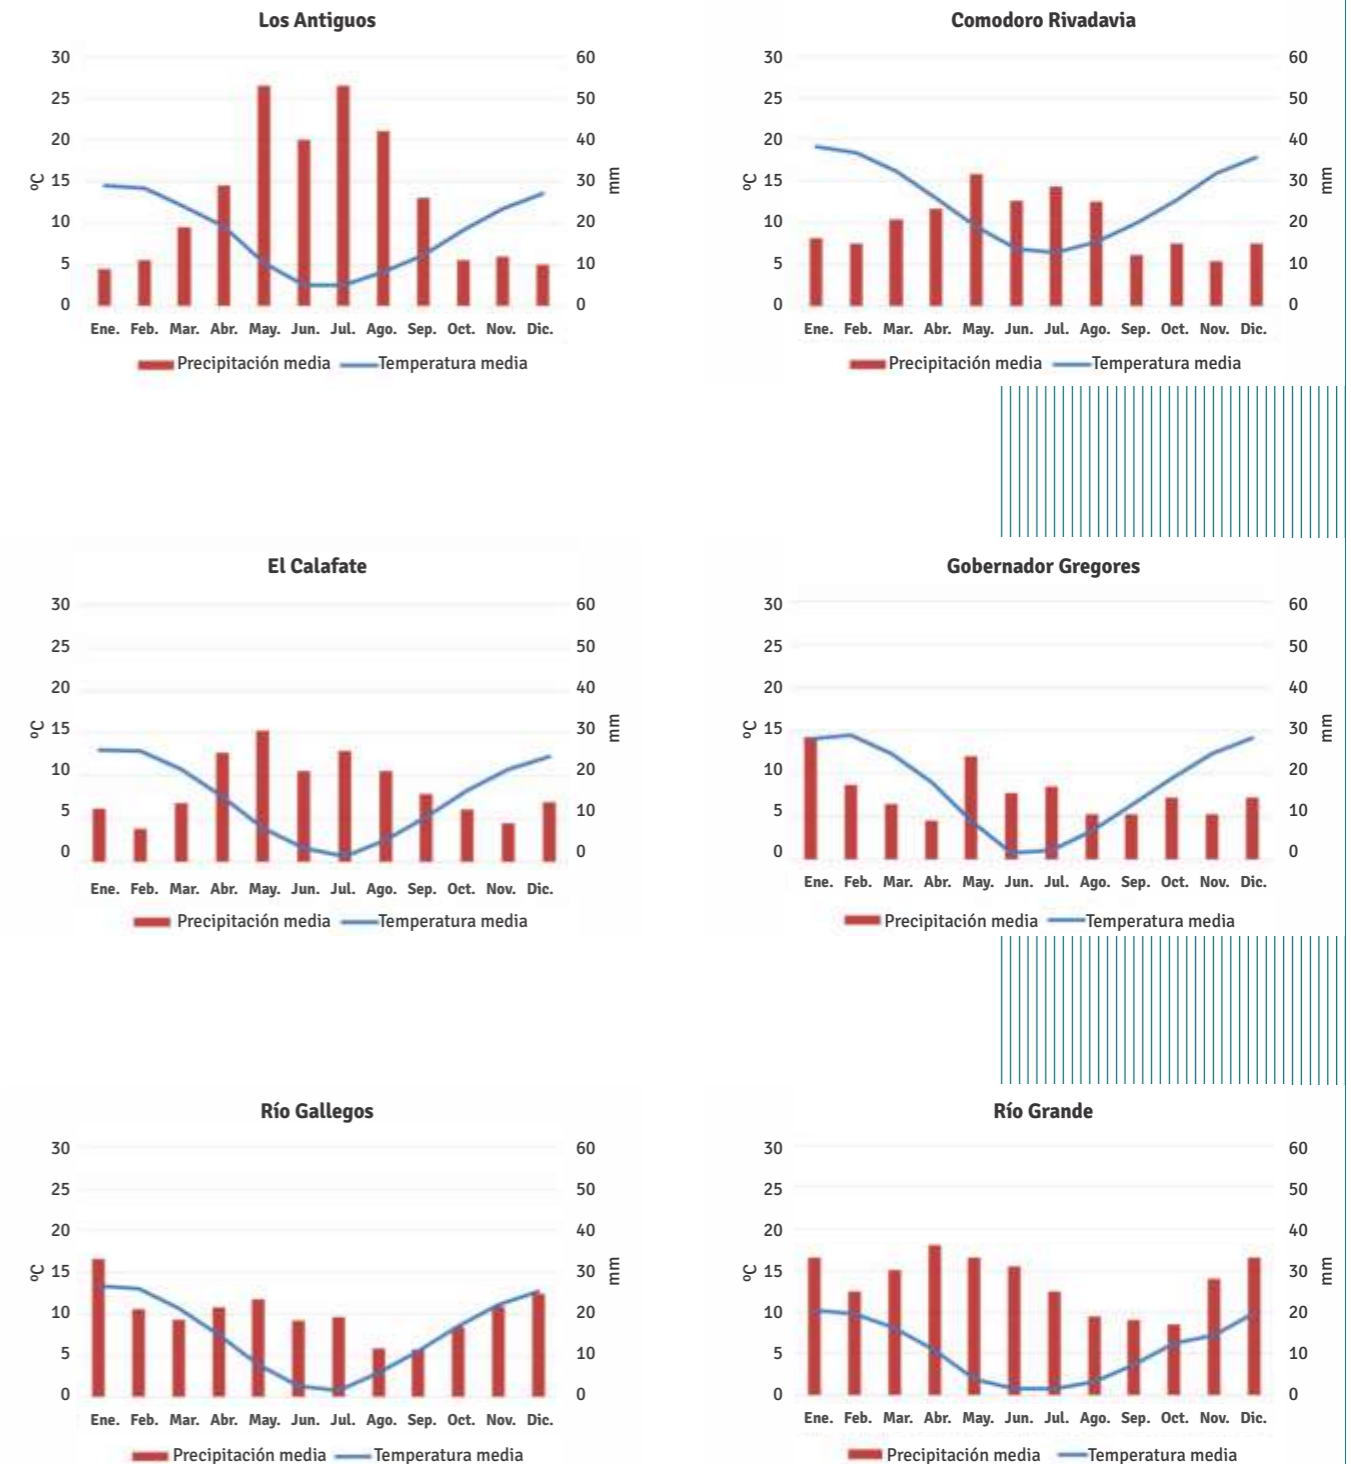 Los Antiguos
30
25
20
15
10
5
0
°C
60
50
40
30
20
10
0
mm
Ene. Feb. Mar. Abr. May. Jun. Jul. Ago. Sep. Oct. Nov. Dic.
Precipitación media Temperatura media
Comodoro Rivadavia
30
25
20
15
10
5
0
°C
60
50
40
30
20
10
0
mm
Ene. Feb. Mar. Abr. May. Jun. Jul. Ago. Sep. Oct. Nov. Dic.
Precipitación media Temperatura media
El Calafate
30
25
20
15
10
5
0
°C
60
50
40
30
20
10
0
mm
Ene. Feb. Mar. Abr. May. Jun. Jul. Ago. Sep. Oct. Nov. Dic.
Precipitación media Temperatura media
Gobernador Gregores
30
25
20
15
10
5
0
°C
60
50
40
30
20
10
0
mm
Ene. Feb. Mar. Abr. May. Jun. Jul. Ago. Sep. Oct. Nov. Dic.
Precipitación media Temperatura media
Río Gallegos
30
25
20
15
10
5
0
°C
60
50
40
30
20
10
0
mm
Ene. Feb. Mar. Abr. May. Jun. Jul. Ago. Sep. Oct. Nov. Dic.
Precipitación media Temperatura media
Río Grande
30
25
20
15
10
5
0
°C
60
50
40
30
20
10
0
mm
Ene. Feb. Mar. Abr. May. Jun. Jul. Ago. Sep. Oct. Nov. Dic.
Precipitación media Temperatura media